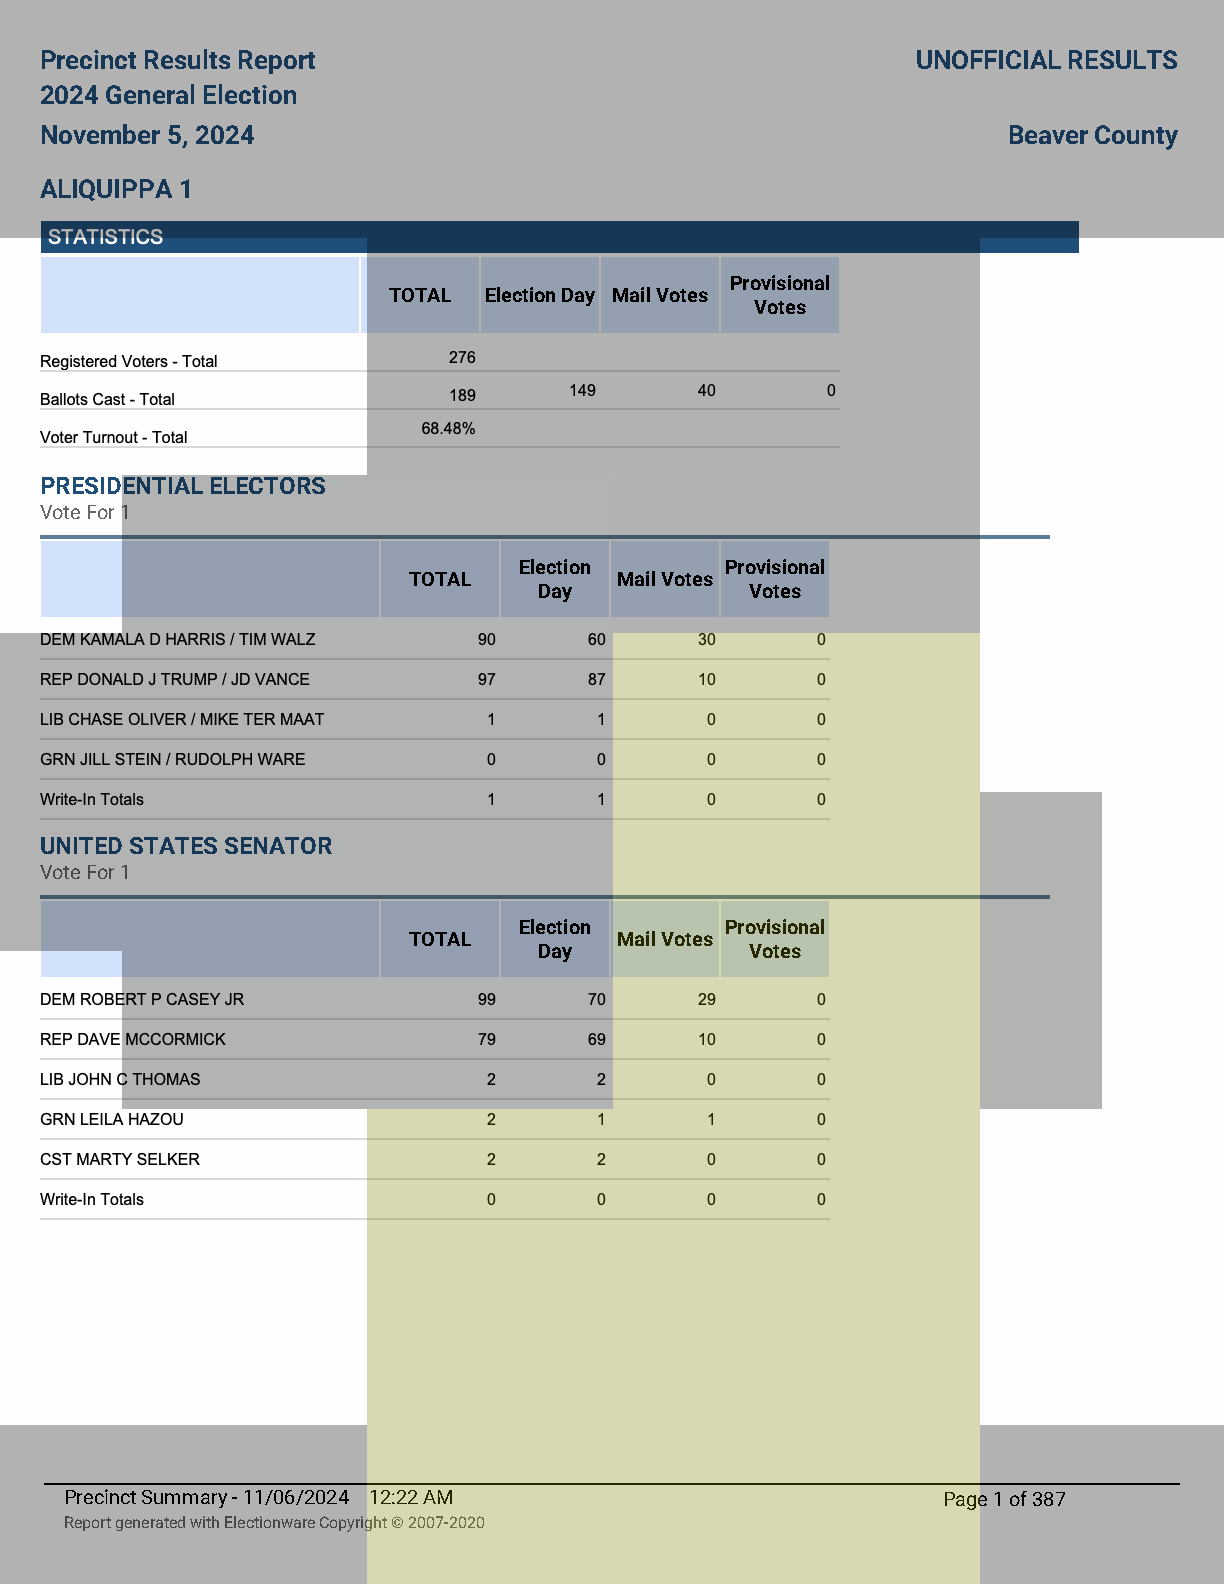 Precinct Results Report UNOFFICIAL RESULTS
2024 General Election
November 5, 2024 Beaver County
ALIQUIPPA 1
STATISTICS
TOTAL Election Day Mail Votes Provisional Votes
Registered Voters - Total 276
Ballots Cast - Total 189 149 40 0
Voter Turnout - Total 68.48%
PRESIDENTIAL ELECTORS
Vote For 1
TOTAL Election Day Mail Votes Provisional Votes
DEM KAMALA D HARRIS / TIM WALZ 90 60 30 0
REP DONALD J TRUMP / JD VANCE 97 87 10 0
LIB CHASE OLIVER / MIKE TER MAAT 1 1 0 0
GRN JILL STEIN / RUDOLPH WARE 0 0 0 0
Write-In Totals 1 1 0 0
UNITED STATES SENATOR
Vote For 1
TOTAL Election Day Mail Votes Provisional Votes
DEM ROBERT P CASEY JR 99 70 29 0
REP DAVE MCCORMICK 79 69 10 0
LIB JOHN C THOMAS 2 2 0 0
GRN LEILA HAZOU 2 1 1 0
CST MARTY SELKER 2 2 0 0
Write-In Totals 0 0 0 0
Precinct Summary - 11/06/2024 12:22 AM Page 1 of 387
Report generated with Electionware Copyright © 2007-2020